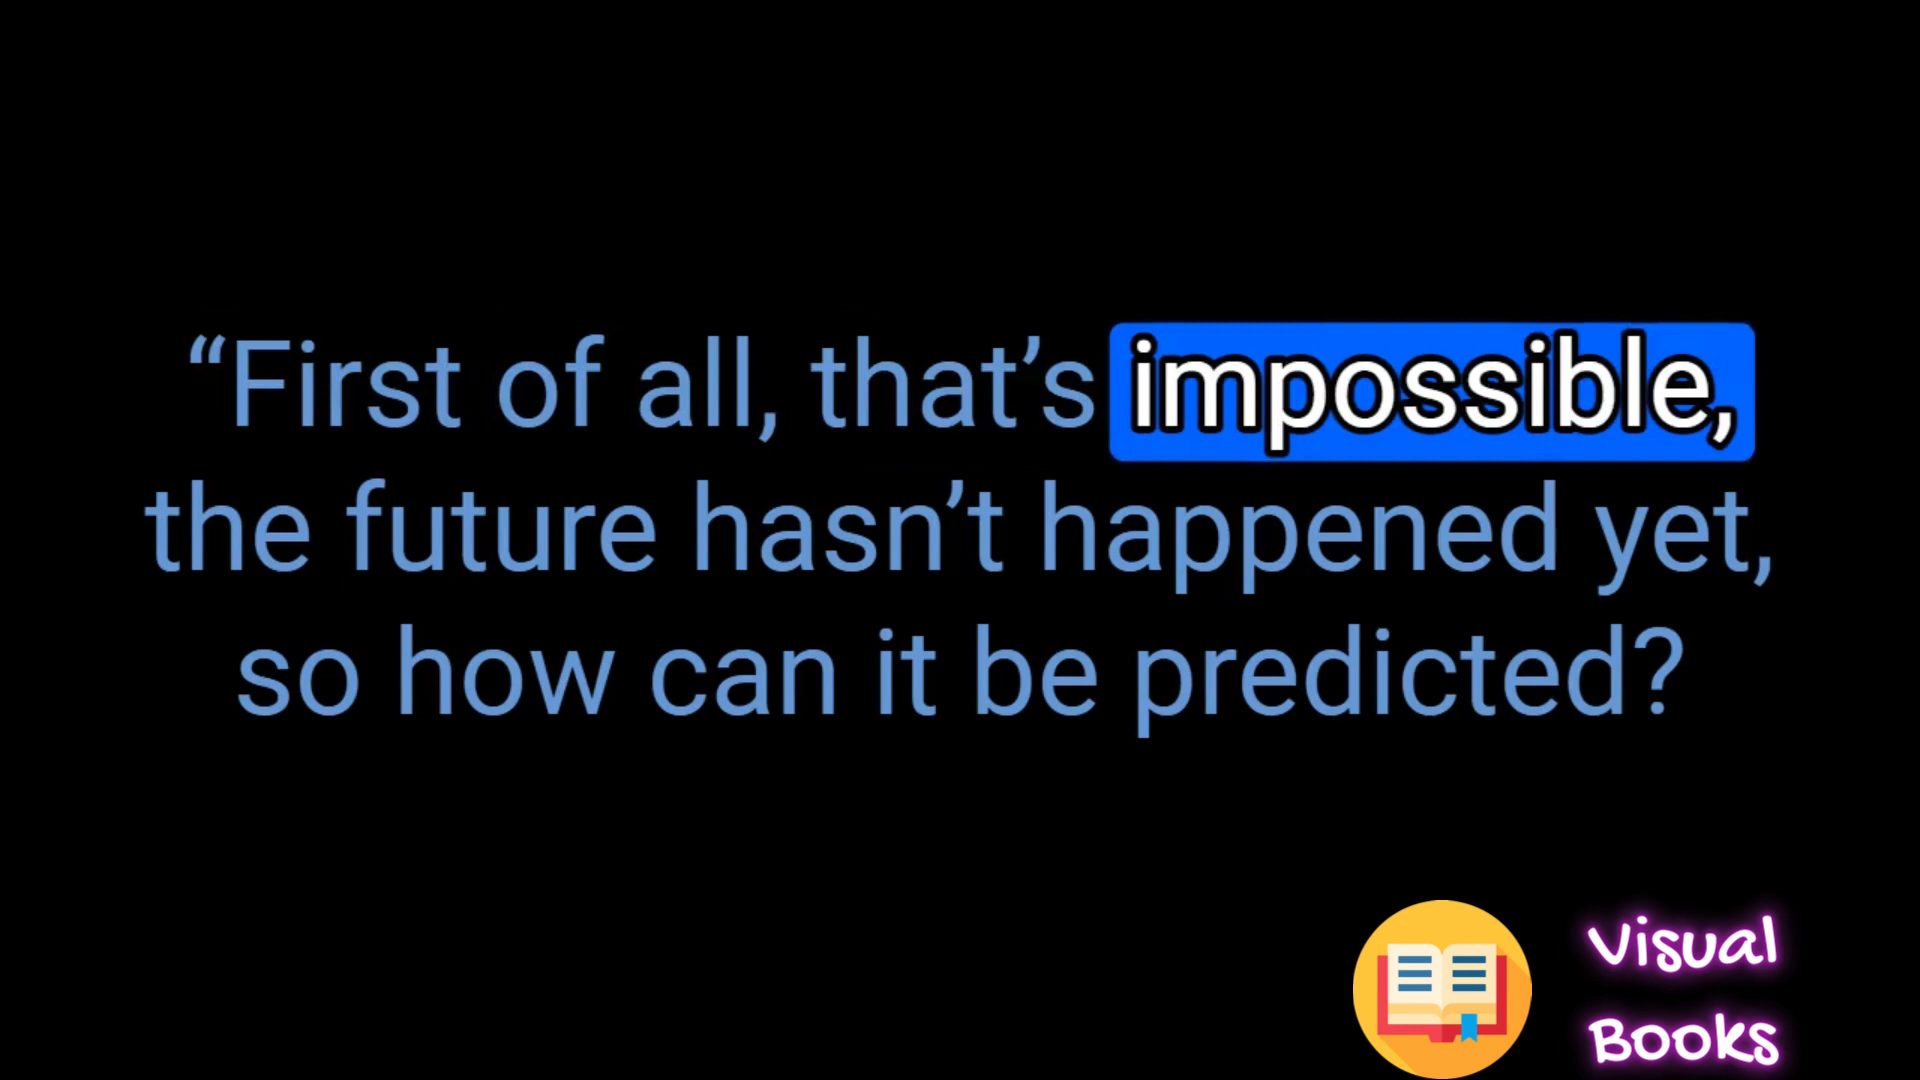 “First of all, that’s impossible,
the future hasn’t happened yet,
so how can it be predicted?
Visual
Books